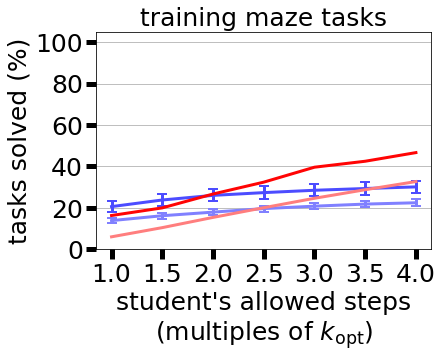 training maze tasks
tasks solved (%)
100
80
60
40
20
0
1.0 1.5 2.0 2.5 3.0 3.5 4.0
student's allowed steps
(multiples of k_opt)